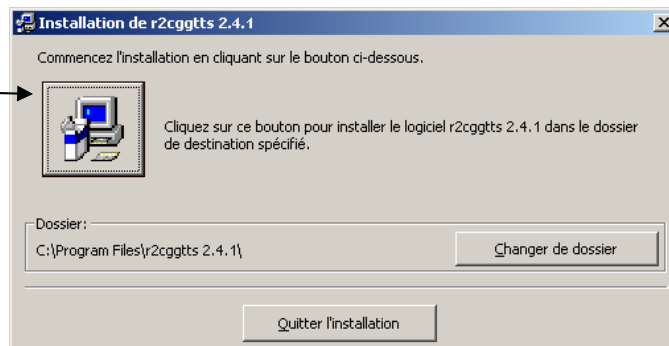 Installation de r2cggtts 2.4.1
Commencez l'installation en cliquant sur le bouton ci-dessous.
Cliquez sur ce bouton pour installer le logiciel r2cggtts 2.4.1 dans le dossier
de destination spécifié.
Dossier:
C:\Program Files\r2cggtts 2.4.1\
Changer de dossier
Quitter l'installation